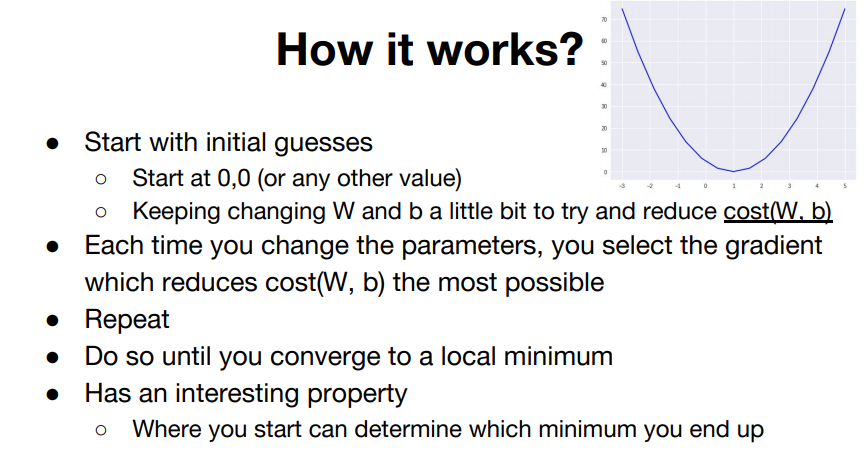 How it works?
70
60
50
40
30
20
10
0
-3 -2 -1 0 1 2 3 4 5
● Start with initial guesses
○ Start at 0,0 (or any other value)
○ Keeping changing W and b a little bit to try and reduce cost(W, b)
● Each time you change the parameters, you select the gradient
which reduces cost(W, b) the most possible
● Repeat
● Do so until you converge to a local minimum
● Has an interesting property
○ Where you start can determine which minimum you end up